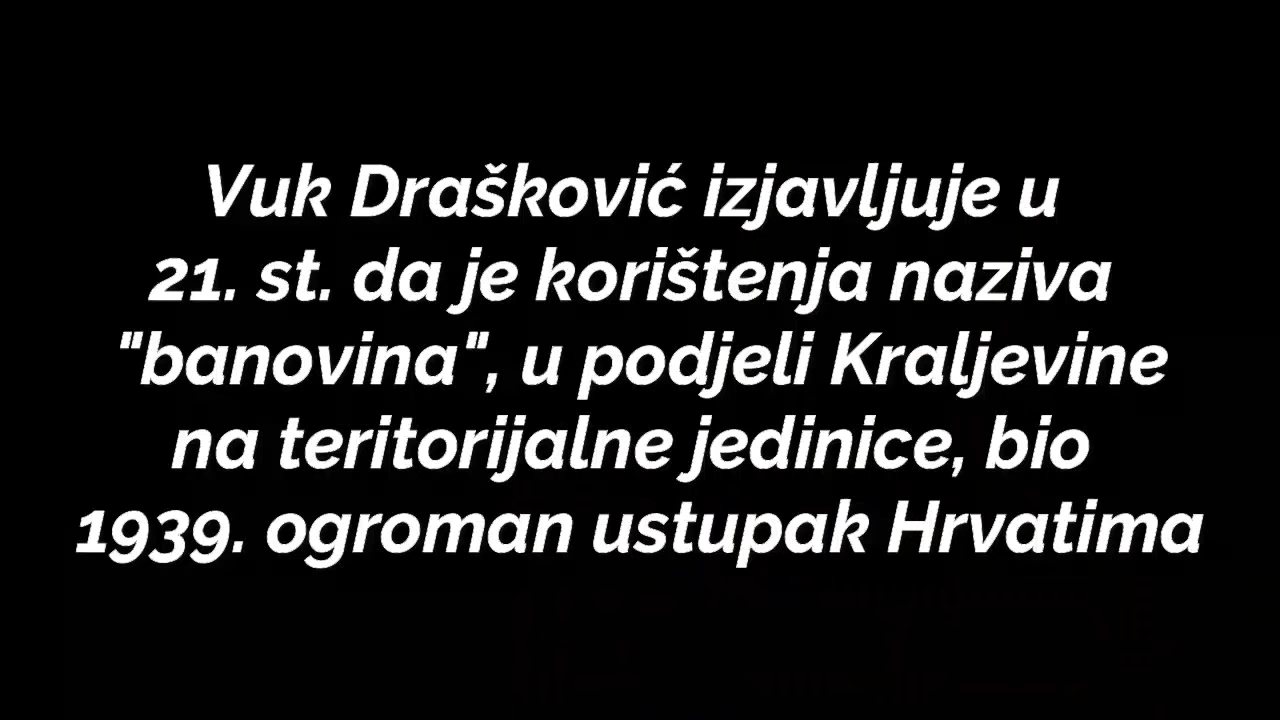 Vuk Drašković izjavljuje u
21. st. da je korištenja naziva
"banovina", u podjeli Kraljevine
na teritorijalne jedinice, bio
1939. ogroman ustupak Hrvatima